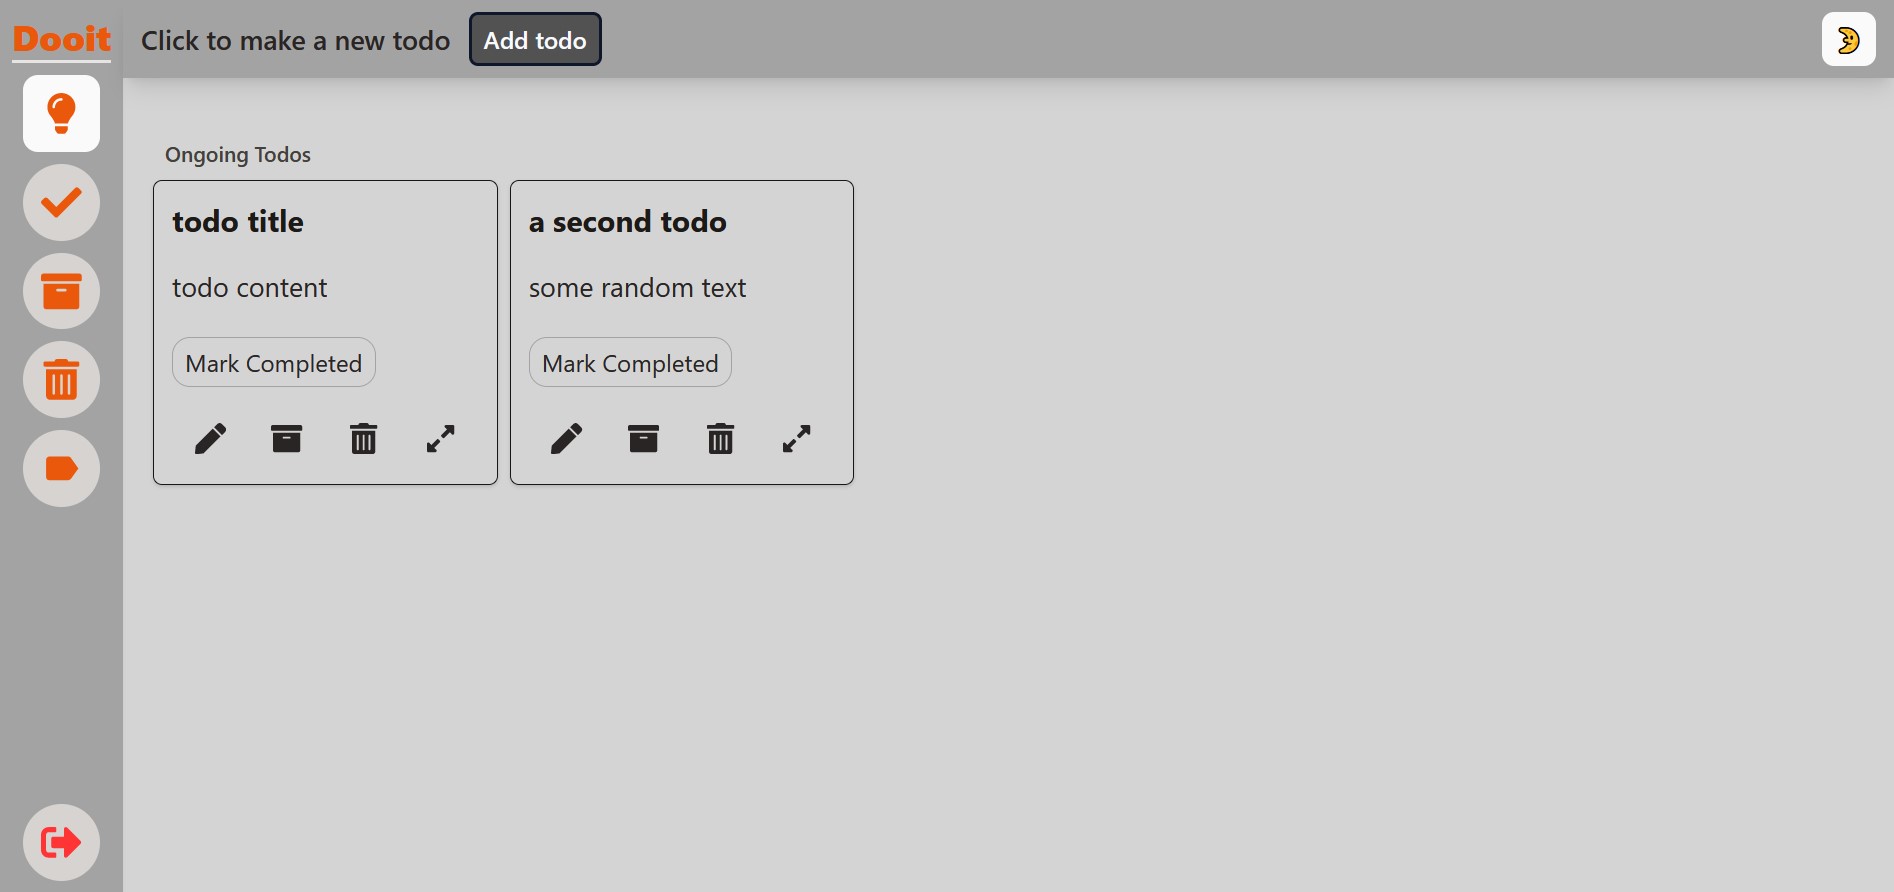 Dooit
Click to make a new todo
Add todo
Ongoing Todos
todo title
todo content
Mark Completed
a second todo
some random text
Mark Completed